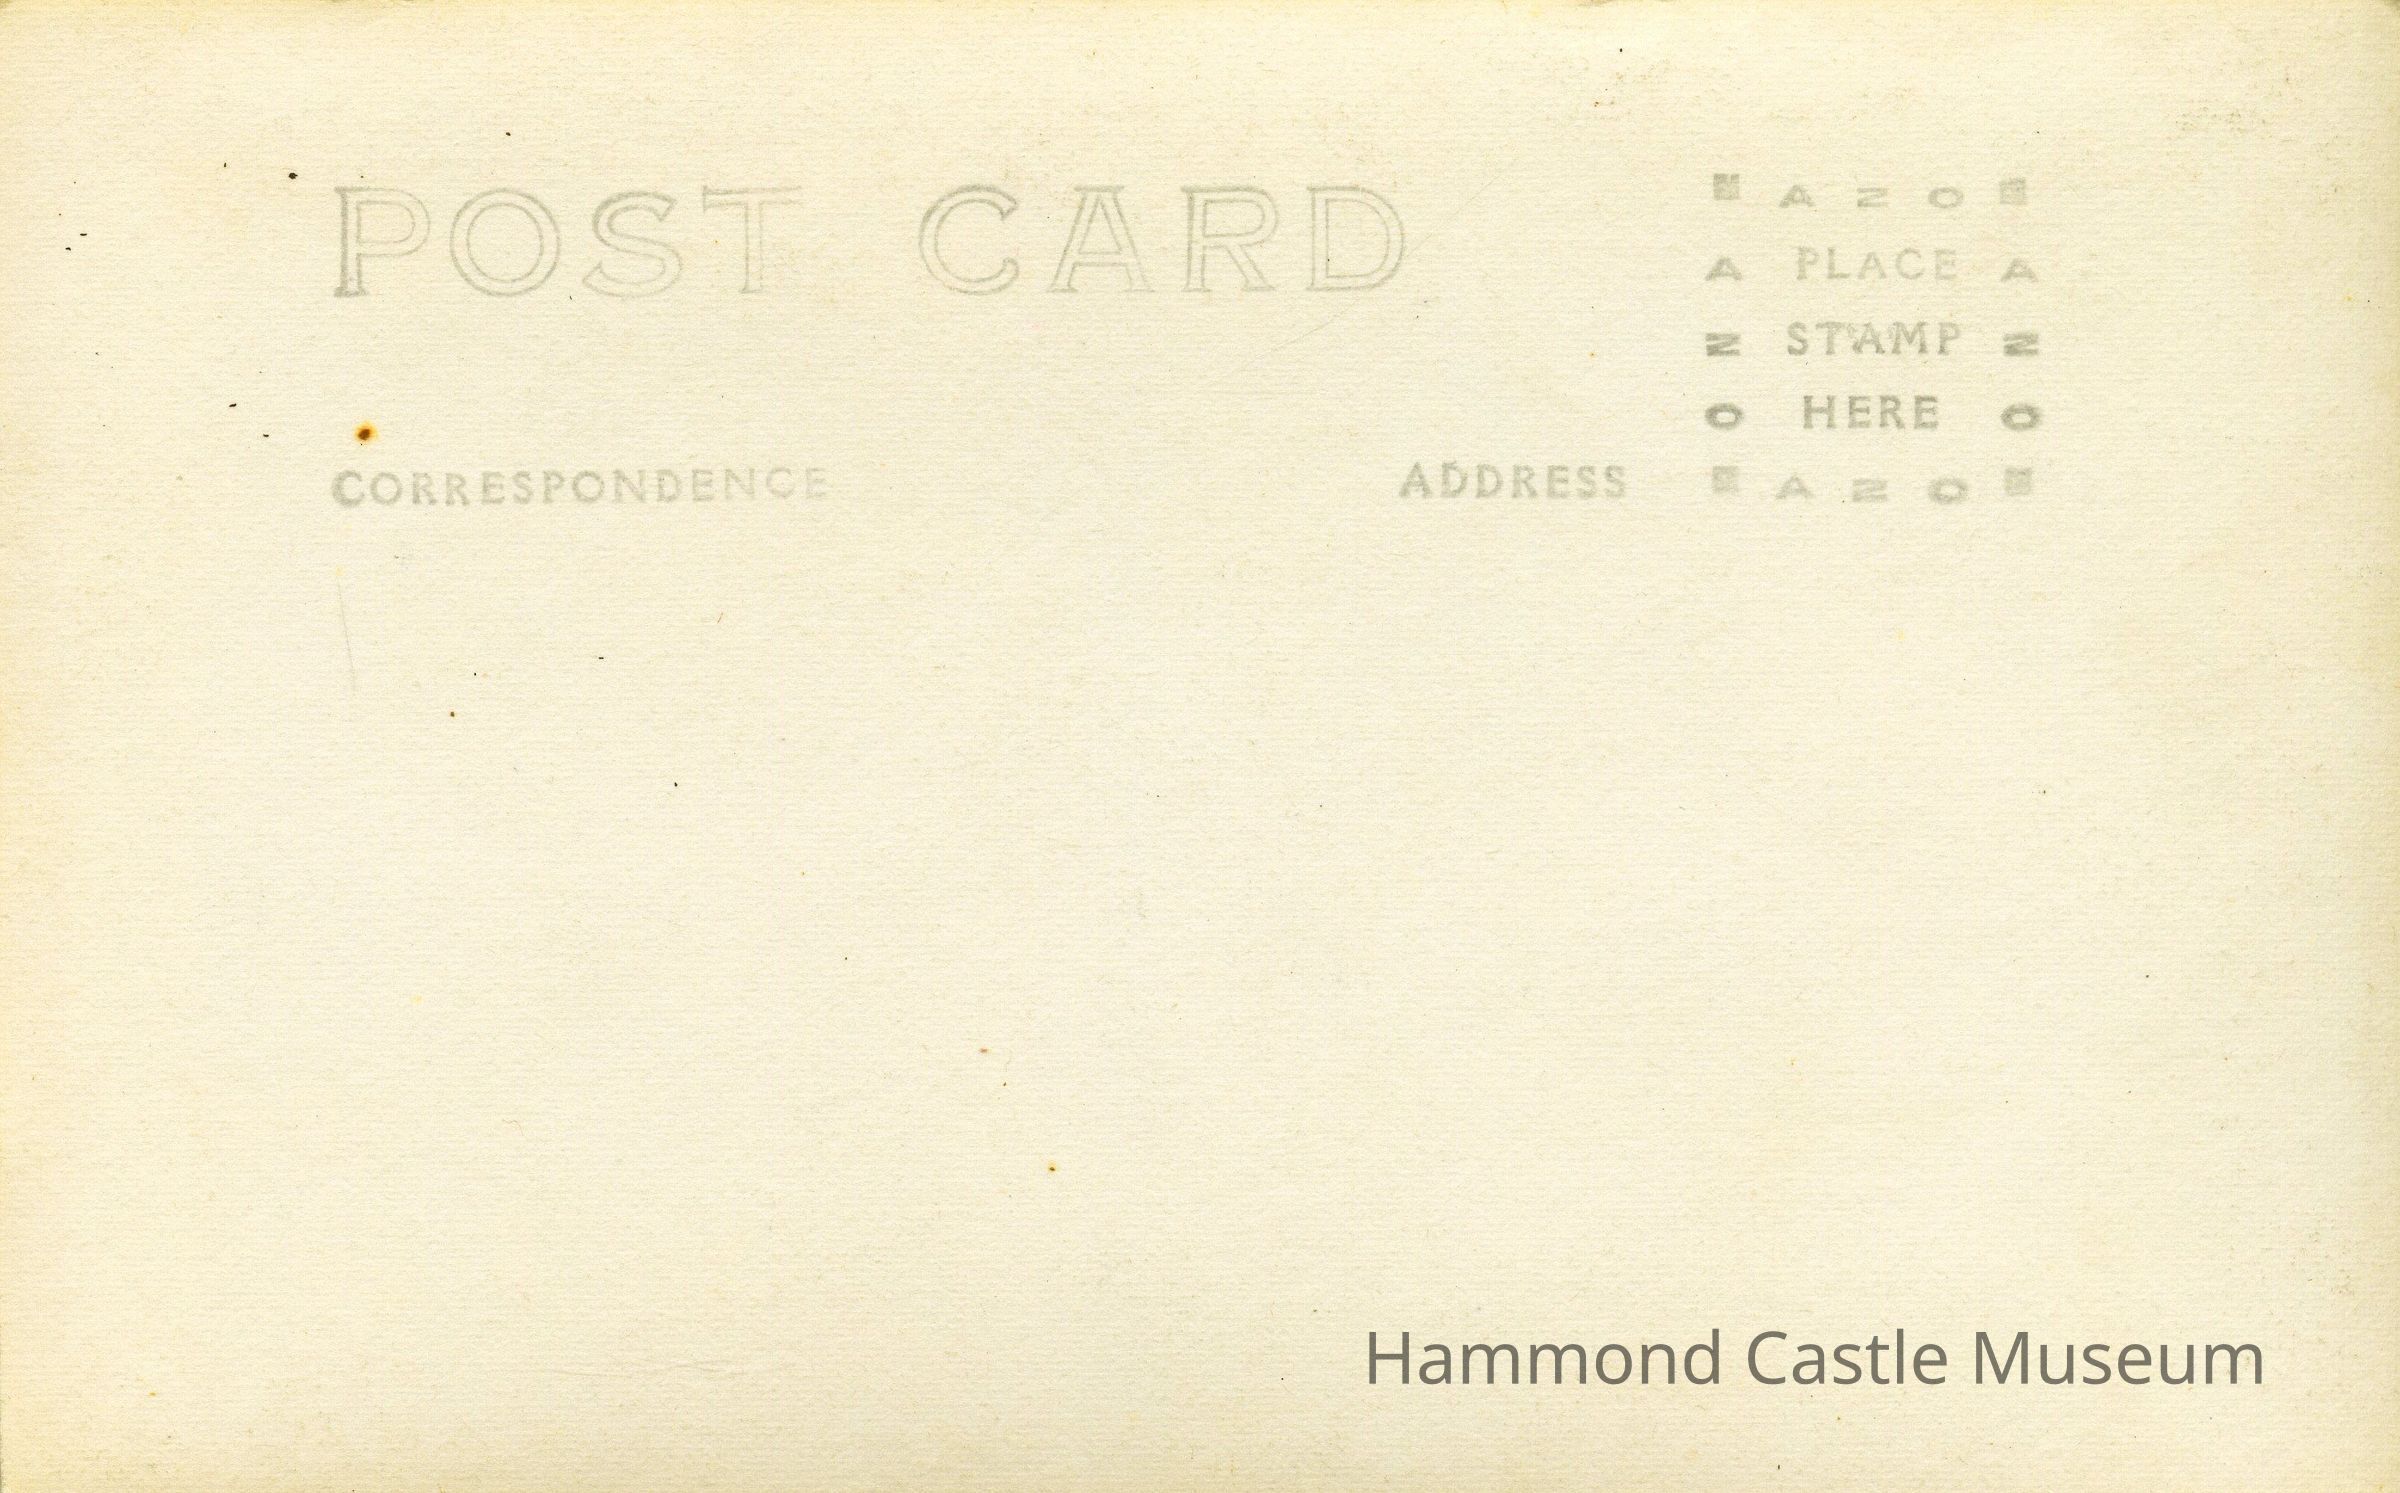 POST CARD
AZO
A PLACE A
Z STAMP Z
O HERE O
AZO
CORRESPONDENCE
ADDRESS
Hammond Castle Museum